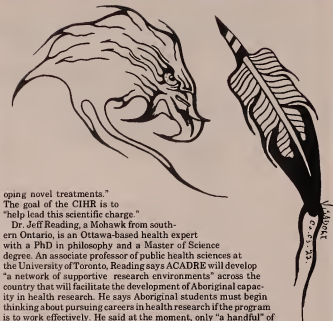 oping novel treatments."
The goal of the CIHR is to
"help lead this scientific charge."
Dr. Jeff Reading, a Mohawk from south-
ern Ontario, is an Ottawa-based health expert
with a PhD in philosophy and a Master of Science
degree. An associate professor of public health sciences at
the University of Toronto, Reading says ACADRE will develop
"a network of supportive research environments" across the
country that will facilitate the development of Aboriginal capac-
ity in health research. He says Aboriginal students must begin
thinking about pursuing careers in health research if the program
is to work effectively. He said at the moment, only "a handful" of